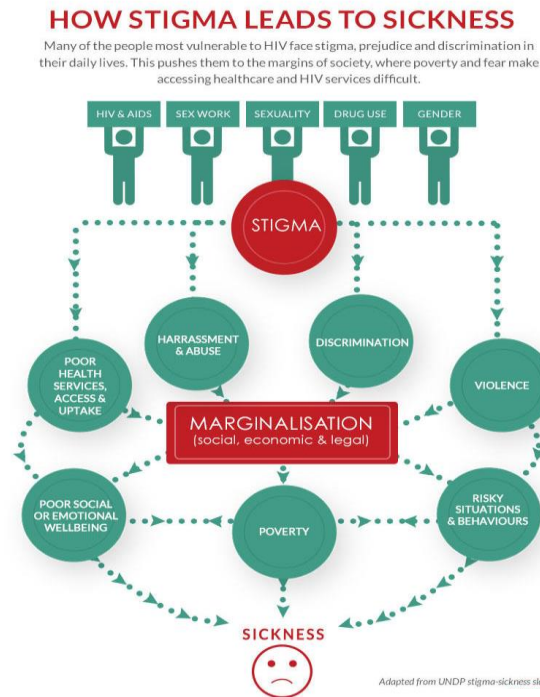 HOW STIGMA LEADS TO SICKNESS
Many of the people most vulnerable to HIV face stigma, prejudice and discrimination in
their daily lives. This pushes them to the margins of society, where poverty and fear make
accessing healthcare and HIV services difficult.
HIV & AIDS
SEX WORK
SEXUALITY
DRUG USE
GENDER
STIGMA
HARRASSMENT
& ABUSE
DISCRIMINATION
POOR
HEALTH
SERVICES,
ACCESS &
UPTAKE
VIOLENCE
MARGINALISATION
(social, economic & legal)
POOR SOCIAL
OR EMOTIONAL
WELLBEING
POVERTY
RISKY
SITUATIONS
& BEHAVIOURS
SICKNESS
Adapted from UNDP stigma-sickness